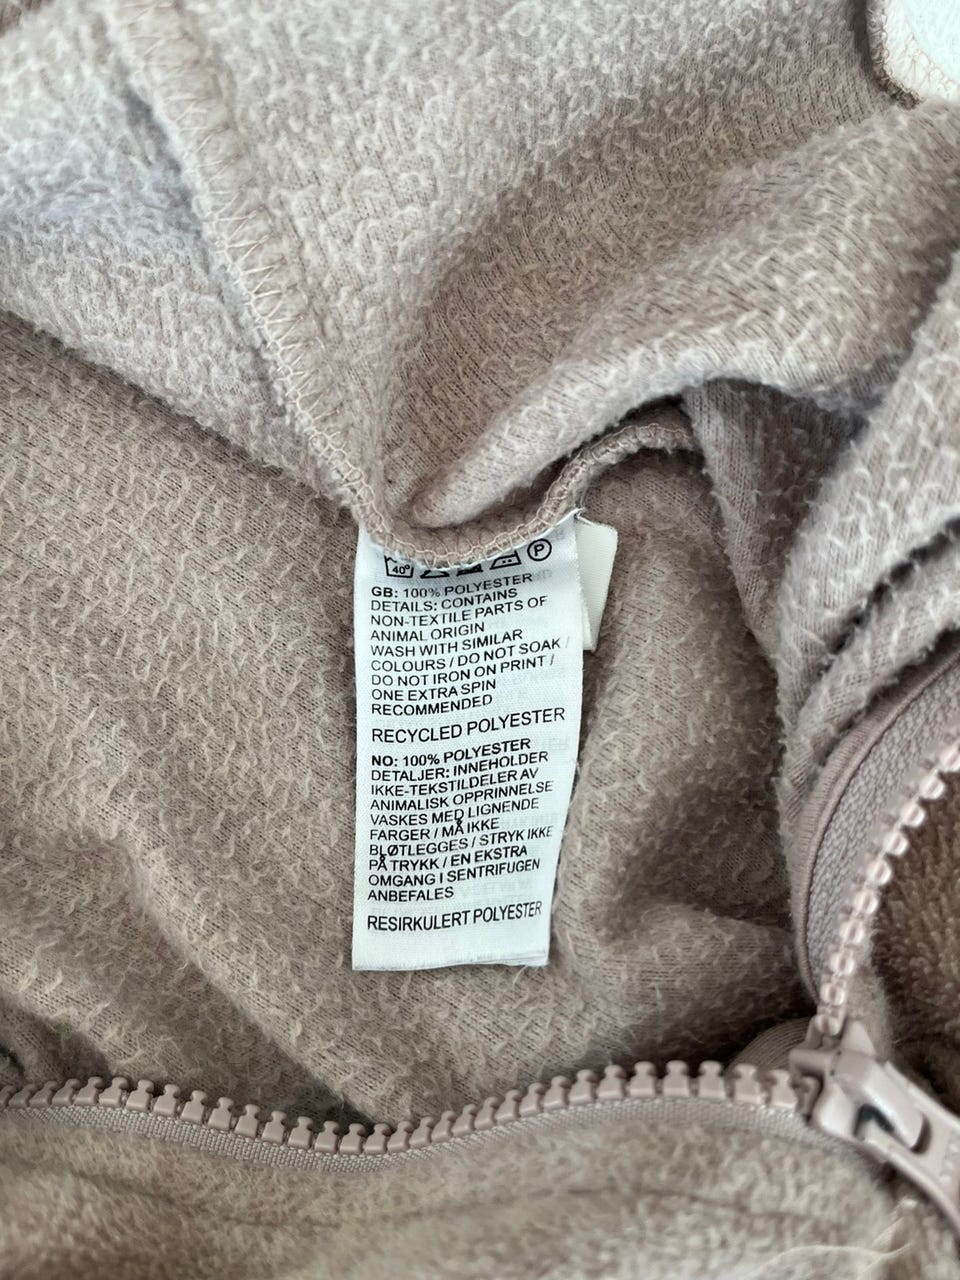 40° P
GB: 100% POLYESTER
DETAILS: CONTAINS
NON-TEXTILE PARTS OF
ANIMAL ORIGIN
WASH WITH SIMILAR
COLOURS / DO NOT SOAK /
DO NOT IRON ON PRINT /
ONE EXTRA SPIN
RECOMMENDED
RECYCLED POLYESTER
NO: 100% POLYESTER
DETALJER: INNEHOLDER
IKKE-TEKSTILDELER AV
ANIMALISK OPPRINNELSE
VASKES MED LIGNENDE
FARGER / MÅ IKKE
BLØTLEGGES / STRYK IKKE
PÅ TRYKK / EN EKSTRA
OMGANG I SENTRIFUGEN
ANBEFALES
RESIRKULERT POLYESTER